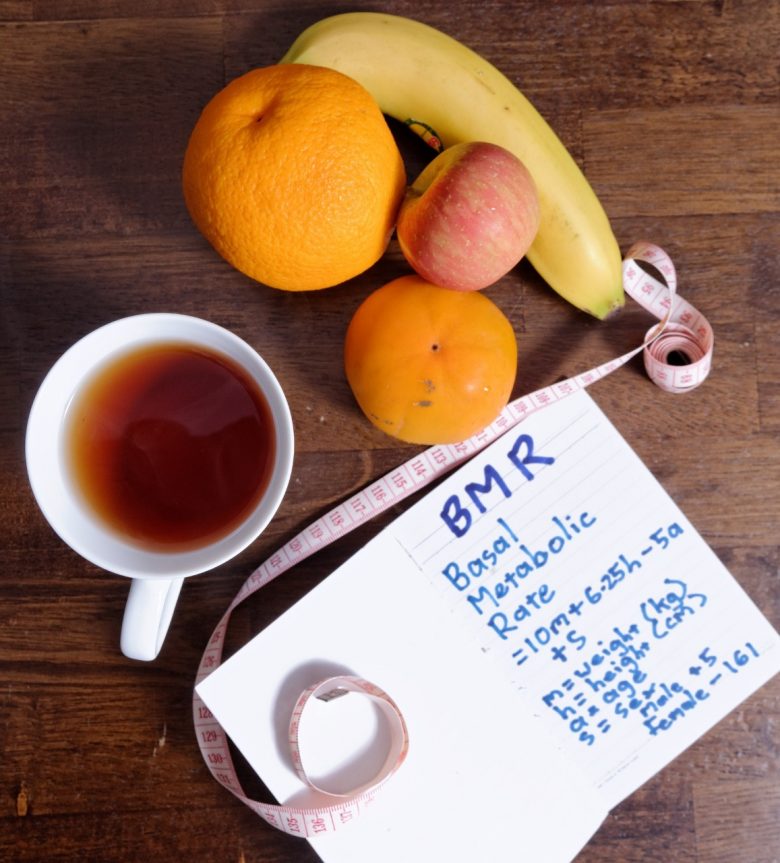 BMR
Basal
Metabolic
Rate
=10m+6.25h-5a
+s
m=weight (kg)
h=height (cm)
a=age
s=sex
male +5
female-161